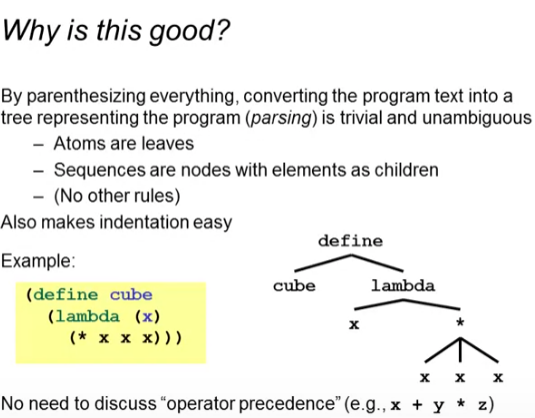 Why is this good?
By parenthesizing everything, converting the program text into a
tree representing the program (parsing) is trivial and unambiguous
– Atoms are leaves
– Sequences are nodes with elements as children
– (No other rules)
Also makes indentation easy
Example:
(define cube
(lambda (x)
(* x x x)))
define
cube lambda
x *
x x x
No need to discuss “operator precedence” (e.g., x + y * z)